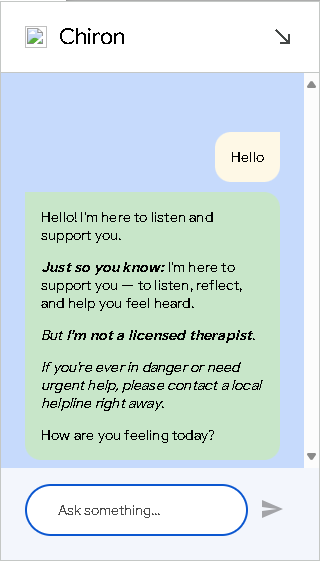 Chiron
Hello
Hello! I'm here to listen and
support you.
Just so you know: I'm here to
support you — to listen, reflect,
and help you feel heard.
But I'm not a licensed therapist.
If you're ever in danger or need
urgent help, please contact a local
helpline right away.
How are you feeling today?
Ask something...